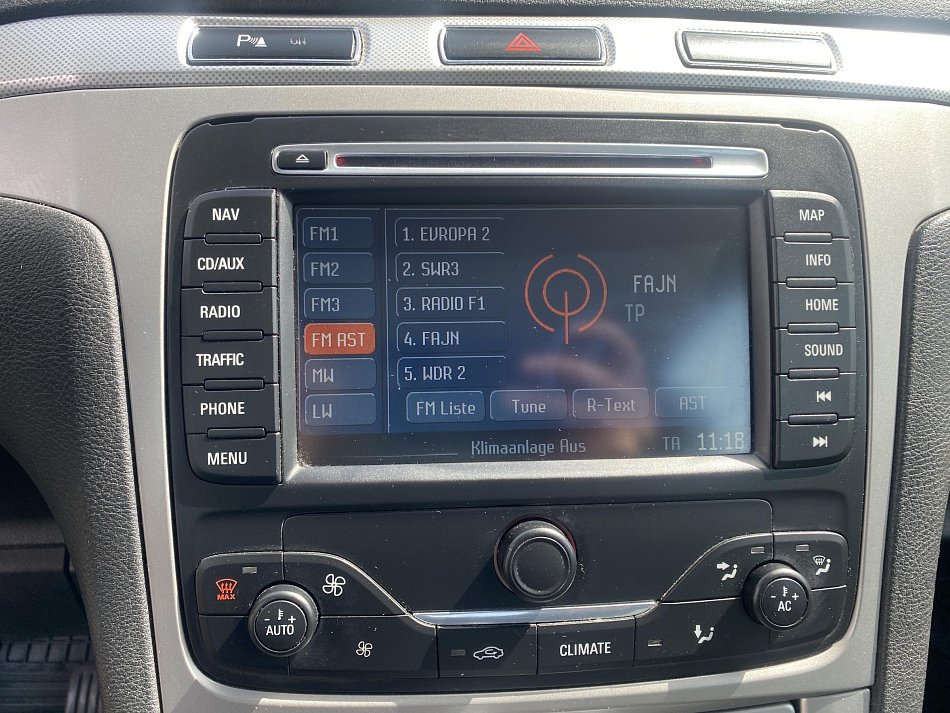 P
NAV
CD/AUX
RADIO
TRAFFIC
PHONE
MENU
FM1
FM2
FM3
FM AST
MW
LW
1. EVROPA 2
2. SWR3
3. RADIO F1
4. FAJN
5. WDR 2
FAJN
TP
FM Liste
Tune
R-Text
AST
Klimaanlage Aus
TA
11:18
MAP
INFO
HOME
SOUND
MAX
- +
AUTO
CLIMATE
- +
AC